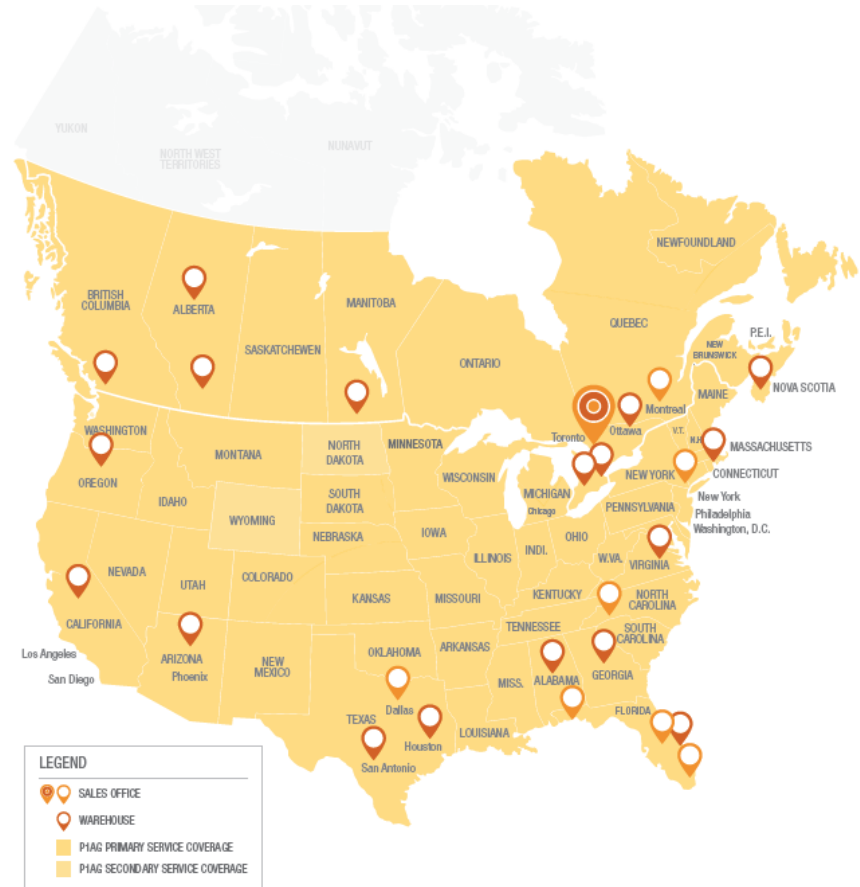 YUKON
NORTH WEST
TERRITORIES
NUNAVUT
NEWFOUNDLAND
BRITISH
COLUMBIA
ALBERTA
MANITOBA
QUEBEC
SASKATCHEWEN
ONTARIO
P.E.I.
NEW
BRUNSWICK
NOVA SCOTIA
MAINE
Montreal
Ottawa
Toronto
V.T.
N.H
MASSACHUSETTS
CONNECTICUT
WASHINGTON
MONTANA
NORTH
DAKOTA
MINNESOTA
OREGON
IDAHO
WISCONSIN
MICHIGAN
Chicago
NEW YORK
New York
Philadelphia
Washington, D.C.
SOUTH
DAKOTA
PENNSYLVANIA
WYOMING
NEBRASKA
IOWA
ILLINOIS
INDI.
OHIO
W.VA.
VIRGINIA
NEVADA
UTAH
COLORADO
KANSAS
MISSOURI
KENTUCKY
NORTH
CAROLINA
CALIFORNIA
TENNESSEE
SOUTH
CAROLINA
Los Angeles
San Diego
ARIZONA
Phoenix
NEW
MEXICO
OKLAHOMA
ARKANSAS
MISS.
ALABAMA
GEORGIA
Dallas
TEXAS
Houston
San Antonio
LOUISIANA
FLORIDA
LEGEND
SALES OFFICE
WAREHOUSE
P1AG PRIMARY SERVICE COVERAGE
P1AG SECONDARY SERVICE COVERAGE